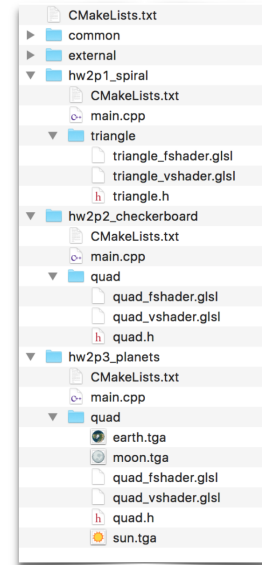 CMakeLists.txt
common
external
hw2p1_spiral
CMakeLists.txt
main.cpp
triangle
triangle_fshader.glsl
triangle_vshader.glsl
triangle.h
hw2p2_checkerboard
CMakeLists.txt
main.cpp
quad
quad_fshader.glsl
quad_vshader.glsl
quad.h
hw2p3_planets
CMakeLists.txt
main.cpp
quad
earth.tga
moon.tga
quad_fshader.glsl
quad_vshader.glsl
quad.h
sun.tga